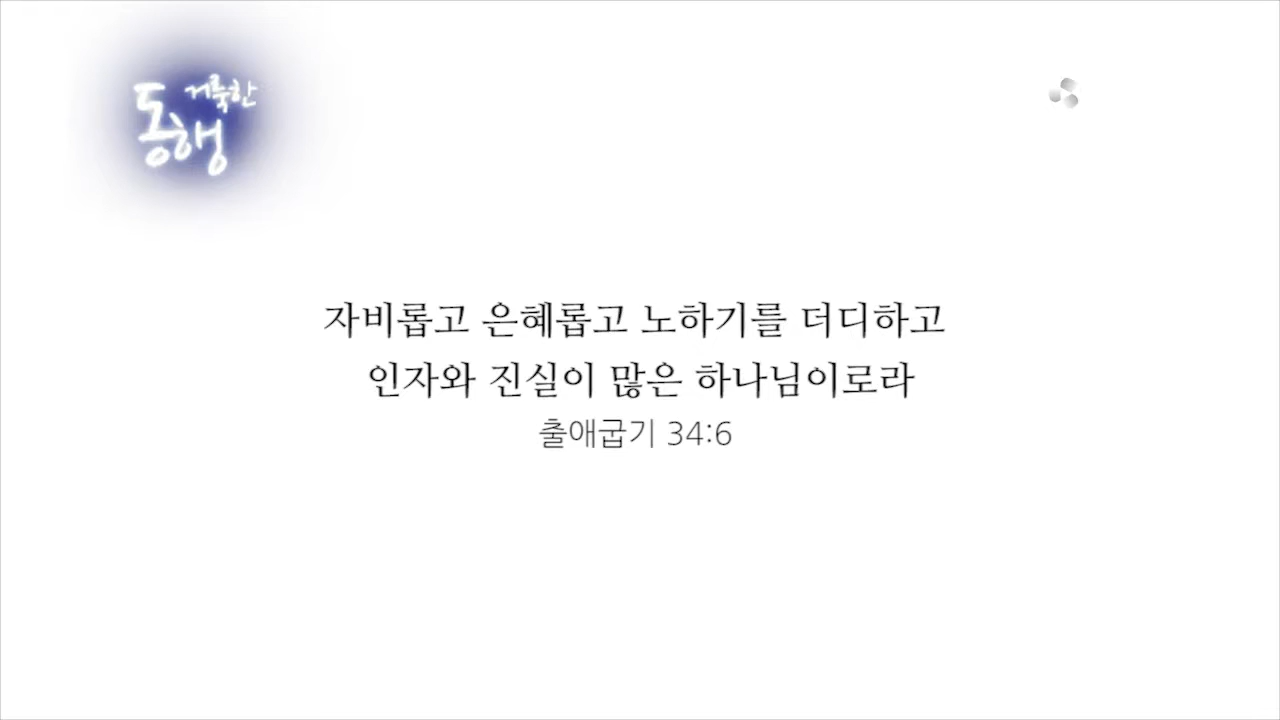 거룩한
동행
자비롭고 은혜롭고 노하기를 더디하고
인자와 진실이 많은 하나님이로라
출애굽기 34:6